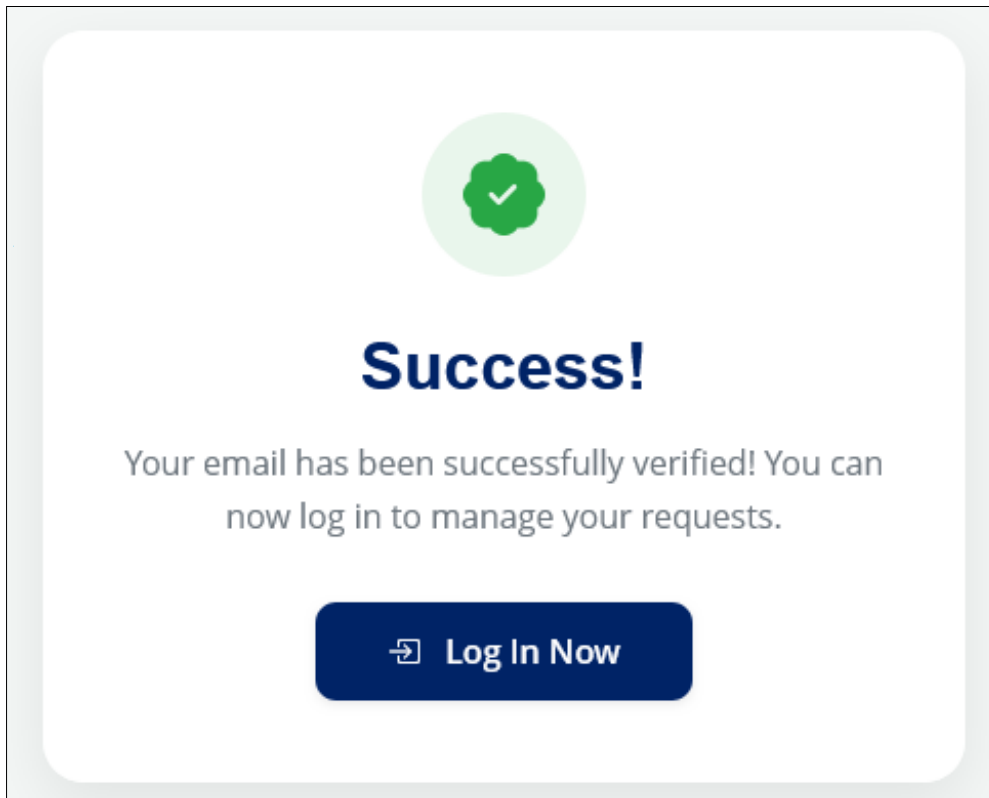 Success!
Your email has been successfully verified! You can
now log in to manage your requests.
Log In Now